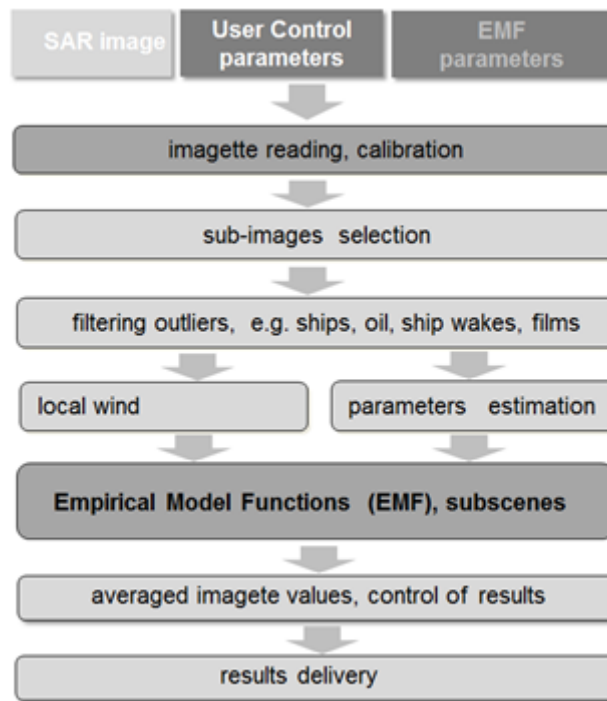 SAR image
User Control
parameters
EMF
parameters
imagette reading, calibration
sub-images selection
filtering outliers, e.g. ships, oil, ship wakes, films
local wind
parameters estimation
Empirical Model Functions (EMF), subscenes
averaged imagete values, control of results
results delivery